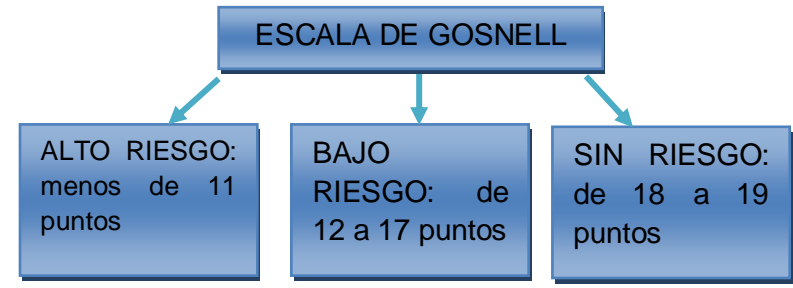 ESCALA DE GOSNELL
ALTO RIESGO:
menos de 11
puntos
BAJO
RIESGO: de
12 a 17 puntos
SIN RIESGO:
de 18 a 19
puntos